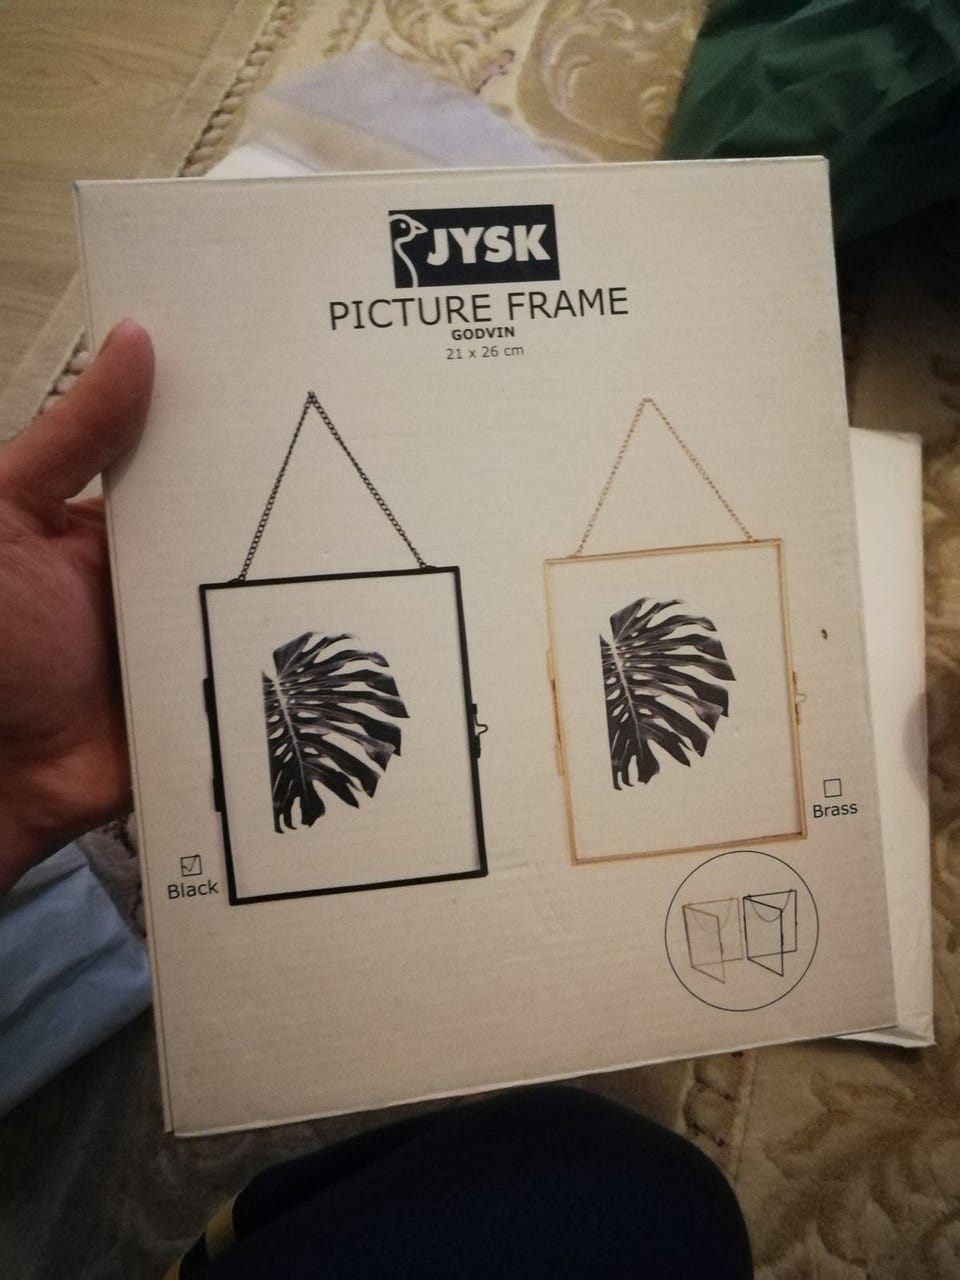 JYSK
PICTURE FRAME
GODVIN
21 x 26 cm
Black
Brass